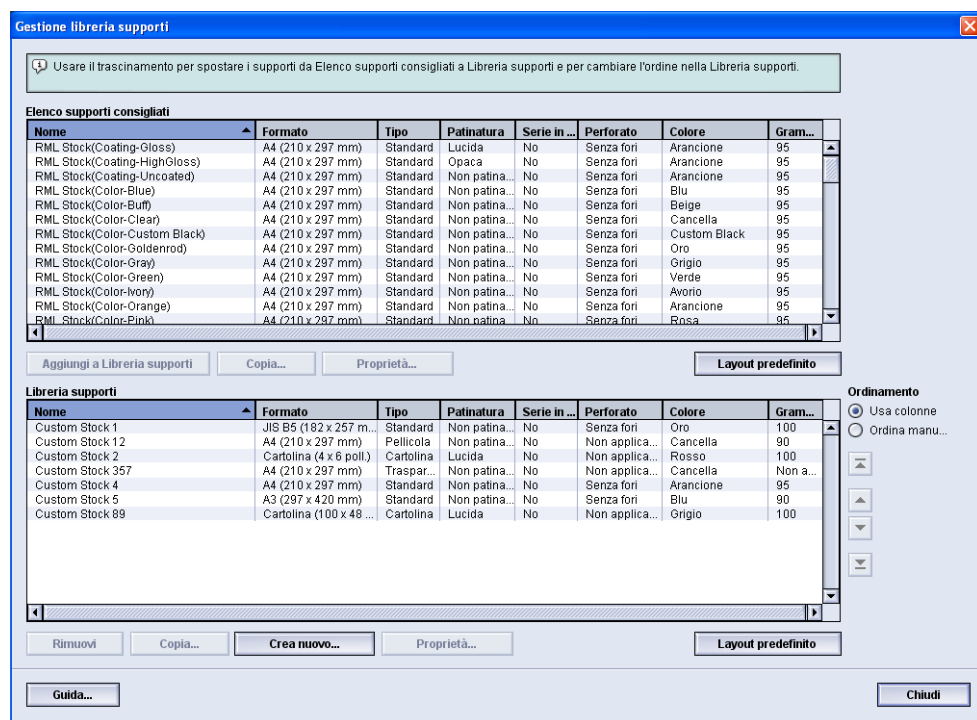 Gestione libreria supporti
Usare il trascinamento per spostare i supporti da Elenco supporti consigliati a Libreria supporti e per cambiare l'ordine nella Libreria supporti.
Elenco supporti consigliati
Nome Formato Tipo Patinatura Serie in ... Perforato Colore Gram...
RML Stock(Coating-Gloss) A4 (210 x 297 mm) Standard Lucida No Senza fori Arancione 95
RML Stock(Coating-HighGloss) A4 (210 x 297 mm) Standard Opaca No Senza fori Arancione 95
RML Stock(Coating-Uncoated) A4 (210 x 297 mm) Standard Non patina... No Senza fori Arancione 95
RML Stock(Color-Blue) A4 (210 x 297 mm) Standard Non patina... No Senza fori Blu 95
RML Stock(Color-Buff) A4 (210 x 297 mm) Standard Non patina... No Senza fori Beige 95
RML Stock(Color-Clear) A4 (210 x 297 mm) Standard Non patina... No Senza fori Cancella 95
RML Stock(Color-Custom Black) A4 (210 x 297 mm) Standard Non patina... No Senza fori Custom Black 95
RML Stock(Color-Goldenrod) A4 (210 x 297 mm) Standard Non patina... No Senza fori Oro 95
RML Stock(Color-Gray) A4 (210 x 297 mm) Standard Non patina... No Senza fori Grigio 95
RML Stock(Color-Green) A4 (210 x 297 mm) Standard Non patina... No Senza fori Verde 95
RML Stock(Color-Ivory) A4 (210 x 297 mm) Standard Non patina... No Senza fori Avorio 95
RML Stock(Color-Orange) A4 (210 x 297 mm) Standard Non patina... No Senza fori Arancione 95
RML Stock(Color-Pink) A4 (210 x 297 mm) Standard Non patina... No Senza fori Rosa 95
Aggiungi a Libreria supporti Copia... Proprietà... Layout predefinito
Libreria supporti Ordinamento
Nome Formato Tipo Patinatura Serie in ... Perforato Colore Gram... Usa colonne
Custom Stock 1 JIS B5 (182 x 257 m... Standard Non patina... No Senza fori Oro 100 Ordina manu...
Custom Stock 12 A4 (210 x 297 mm) Pellicola Non patina... No Non applica... Cancella 90
Custom Stock 2 Cartolina (4 x 6 poll.) Cartolina Lucida No Non applica... Rosso 100
Custom Stock 357 A4 (210 x 297 mm) Traspar... Non patina... No Non applica... Cancella Non a...
Custom Stock 4 A4 (210 x 297 mm) Standard Non patina... No Senza fori Arancione 95
Custom Stock 5 A3 (297 x 420 mm) Standard Non patina... No Senza fori Blu 90
Custom Stock 89 Cartolina (100 x 48 ... Cartolina Lucida No Non applica... Grigio 100
Rimuovi Copia... Crea nuovo... Proprietà... Layout predefinito
Guida... Chiudi